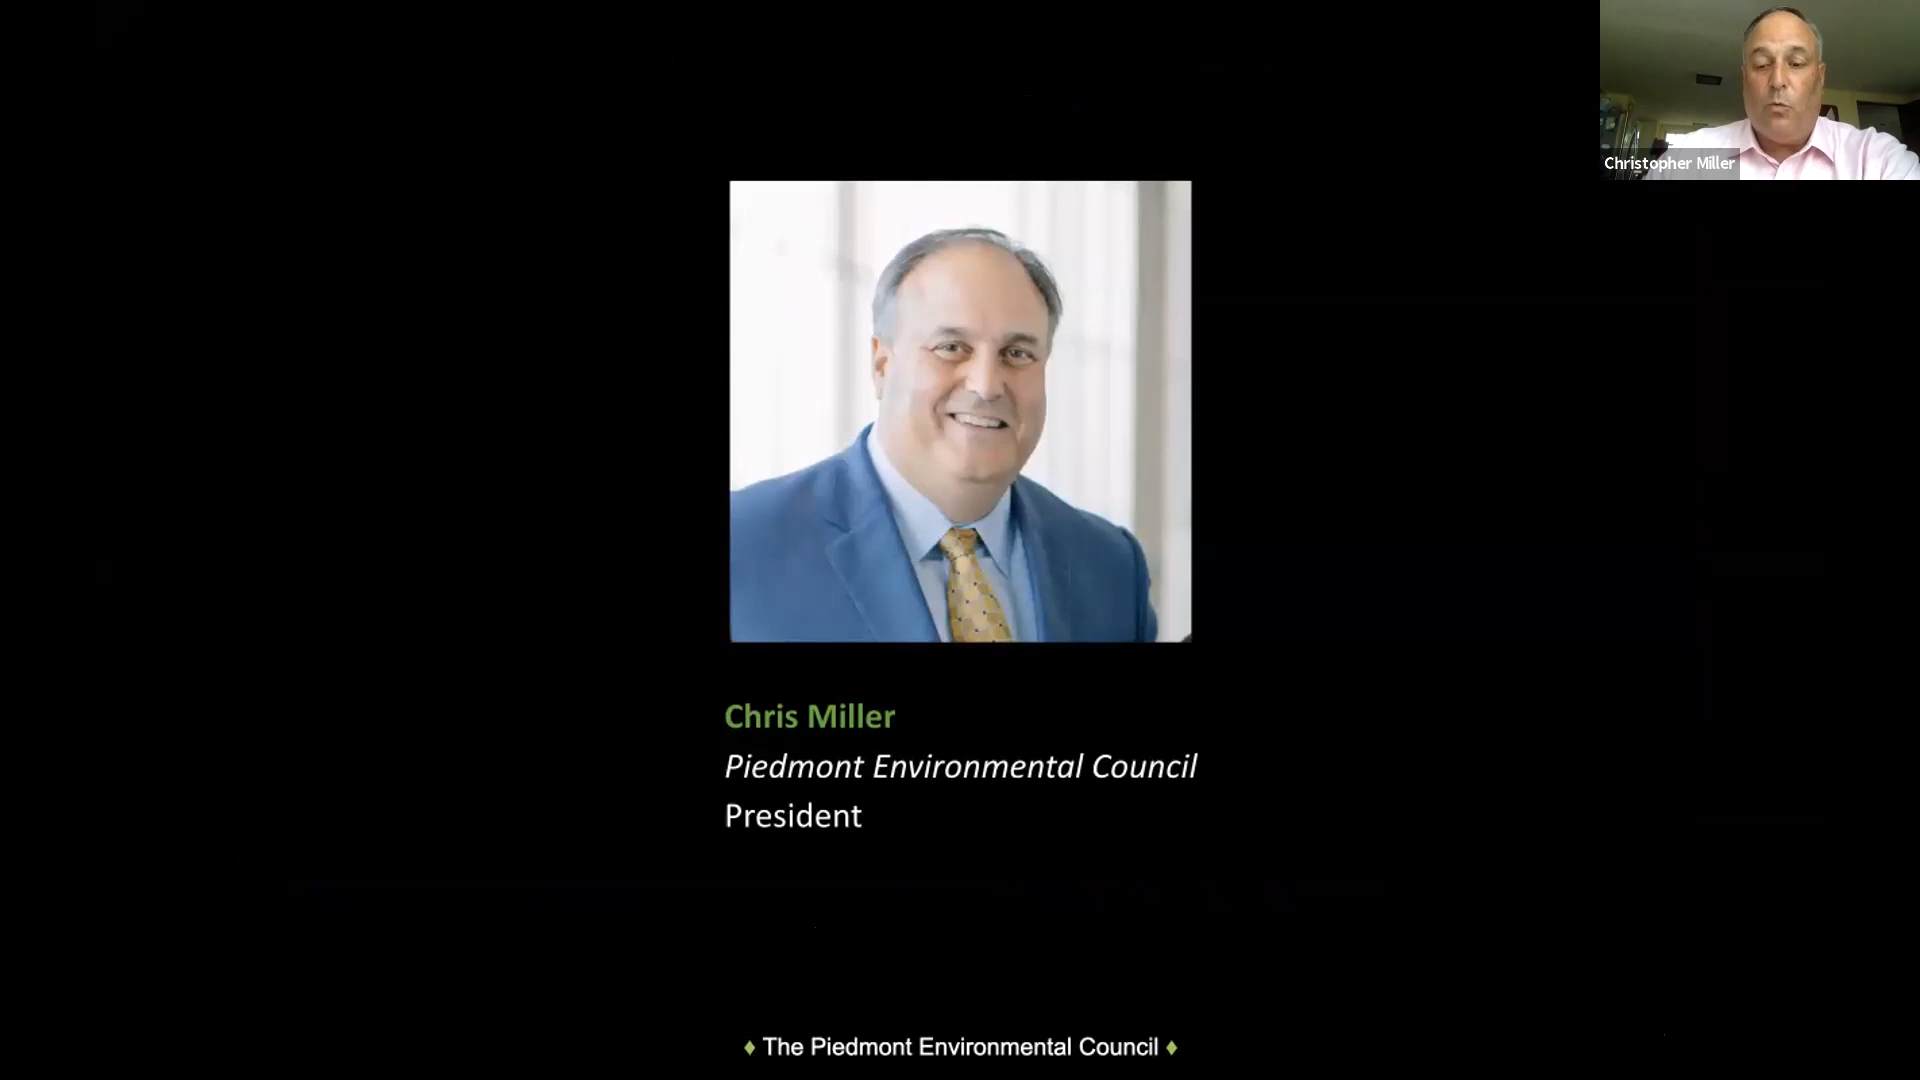 Christopher Miller
Chris Miller
Piedmont Environmental Council
President
♦ The Piedmont Environmental Council ♦